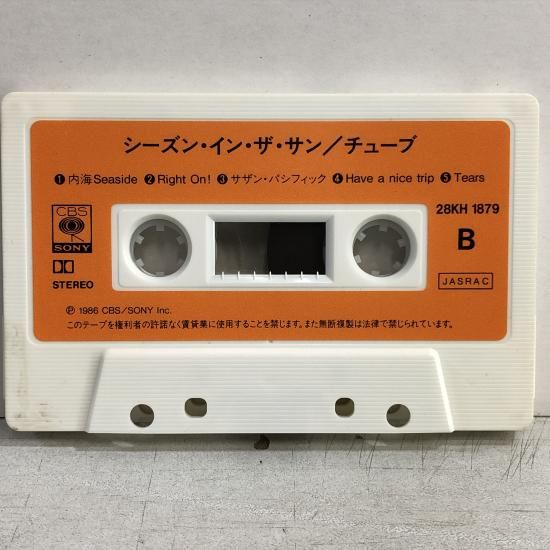 シーズン・イン・ザ・サン／チューブ
❶内海Seaside ❷Right On! ❸サザン・パシフィック ❹Have a nice trip ❺Tears
28KH 1879
CBS
SONY
B
STEREO
JASRAC
Ⓟ 1986 CBS/SONY Inc.
このテープを権利者の許諾なく賃貸業に使用することを禁じます。また無断複製は法律で禁じられています。